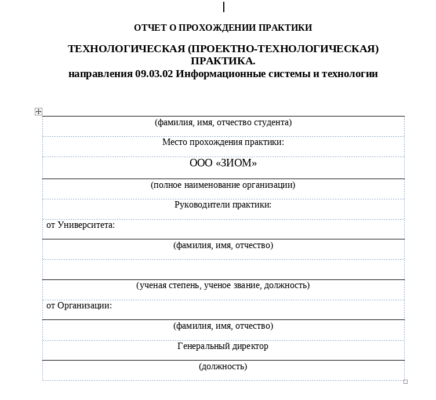 ОТЧЕТ О ПРОХОЖДЕНИИ ПРАКТИКИ
ТЕХНОЛОГИЧЕСКАЯ (ПРОЕКТНО-ТЕХНОЛОГИЧЕСКАЯ)
ПРАКТИКА.
направления 09.03.02 Информационные системы и технологии
(фамилия, имя, отчество студента)
Место прохождения практики:
ООО «ЗИОМ»
(полное наименование организации)
Руководители практики:
от Университета:
(фамилия, имя, отчество)
(ученая степень, ученое звание, должность)
от Организации:
(фамилия, имя, отчество)
Генеральный директор
(должность)